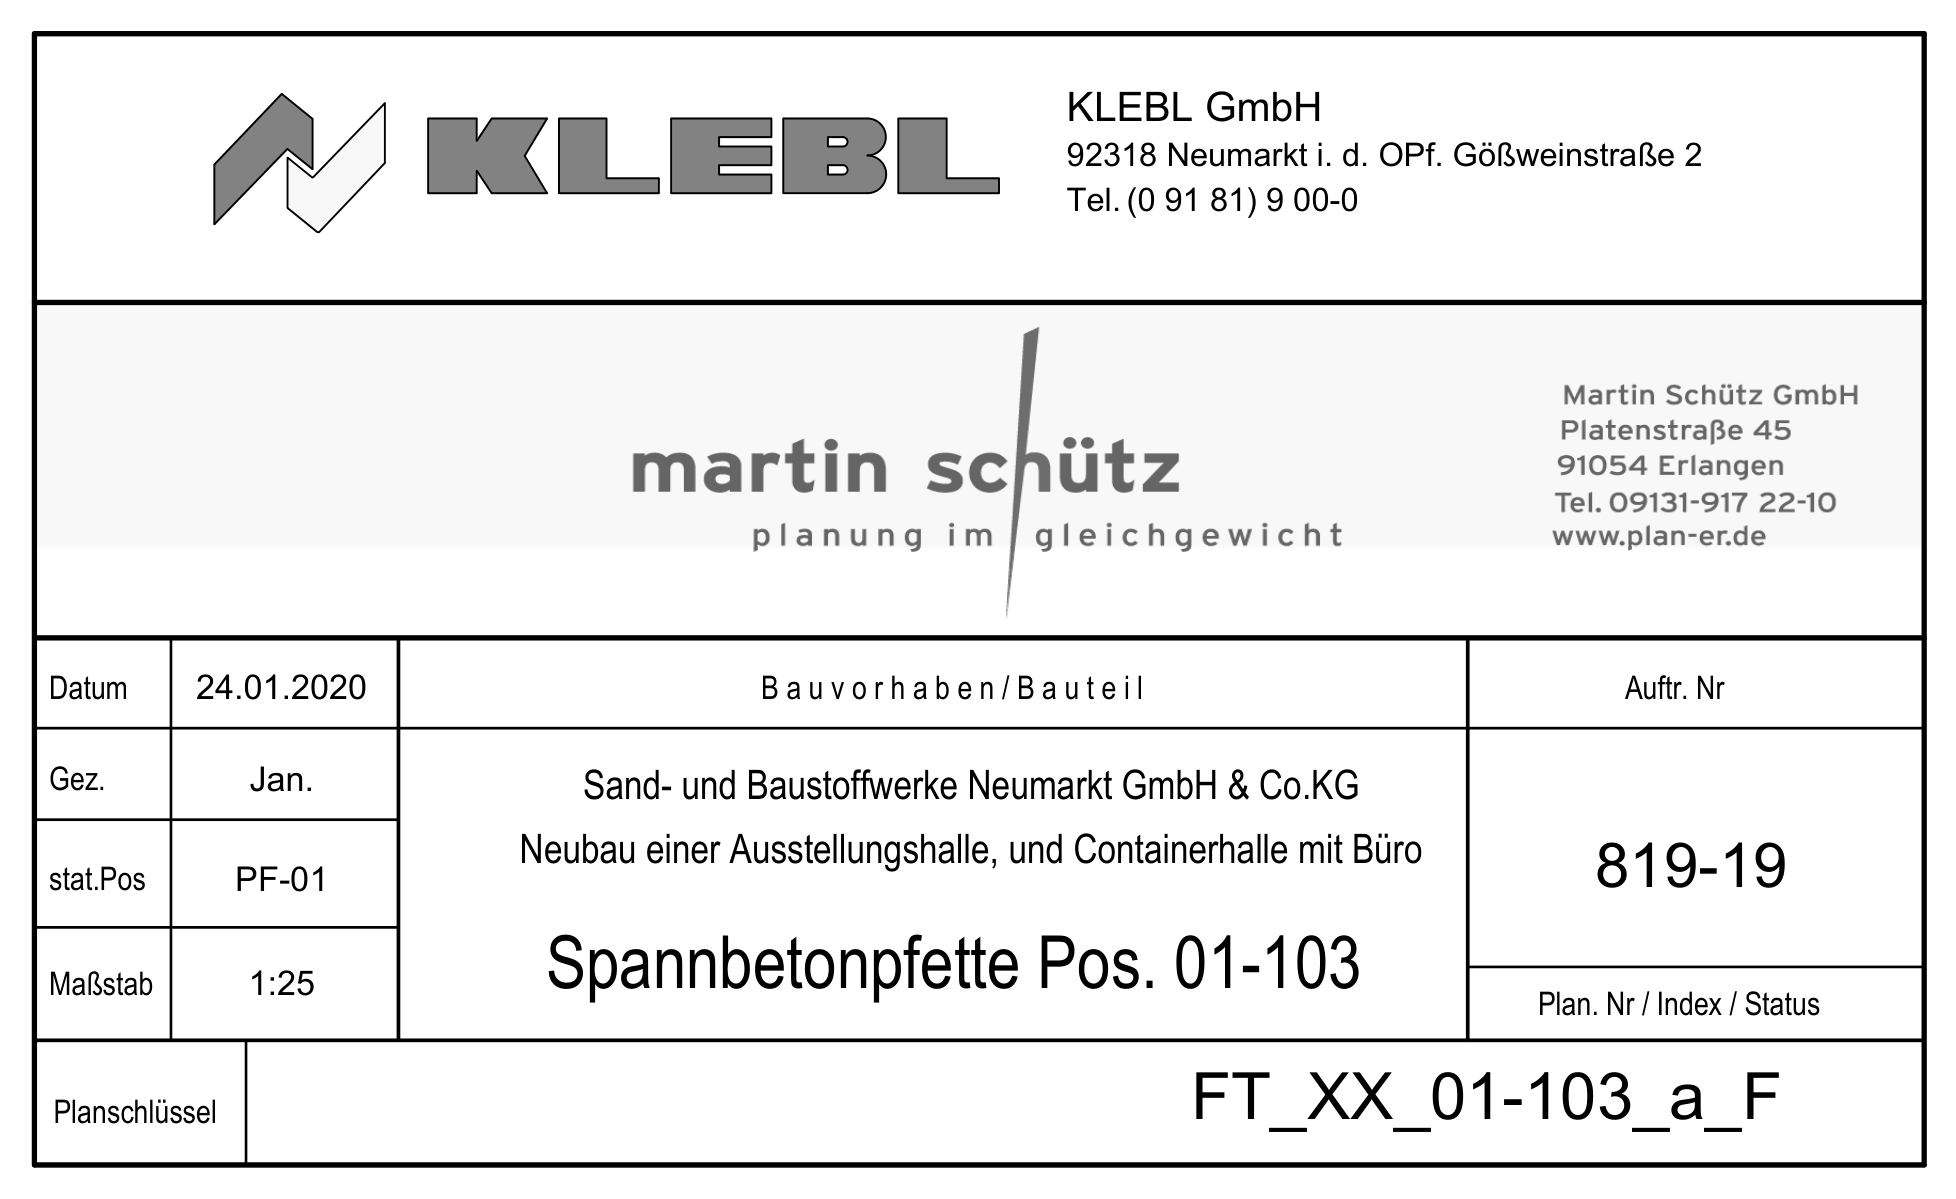 KLEBL
KLEBL GmbH
92318 Neumarkt i. d. OPf. Gößweinstraße 2
Tel. (0 91 81) 9 00-0
martin schütz
planung im gleichgewicht
Martin Schütz GmbH
Platenstraße 45
91054 Erlangen
Tel. 09131-917 22-10
www.plan-er.de
Datum 24.01.2020 Bauvorhaben/Bauteil Auftr. Nr
Gez. Jan. Sand- und Baustoffwerke Neumarkt GmbH & Co.KG
Neubau einer Ausstellungshalle, und Containerhalle mit Büro
stat.Pos PF-01 819-19
Maßstab 1:25 Spannbetonpfette Pos. 01-103
Plan. Nr / Index / Status
Planschlüssel FT_XX_01-103_a_F